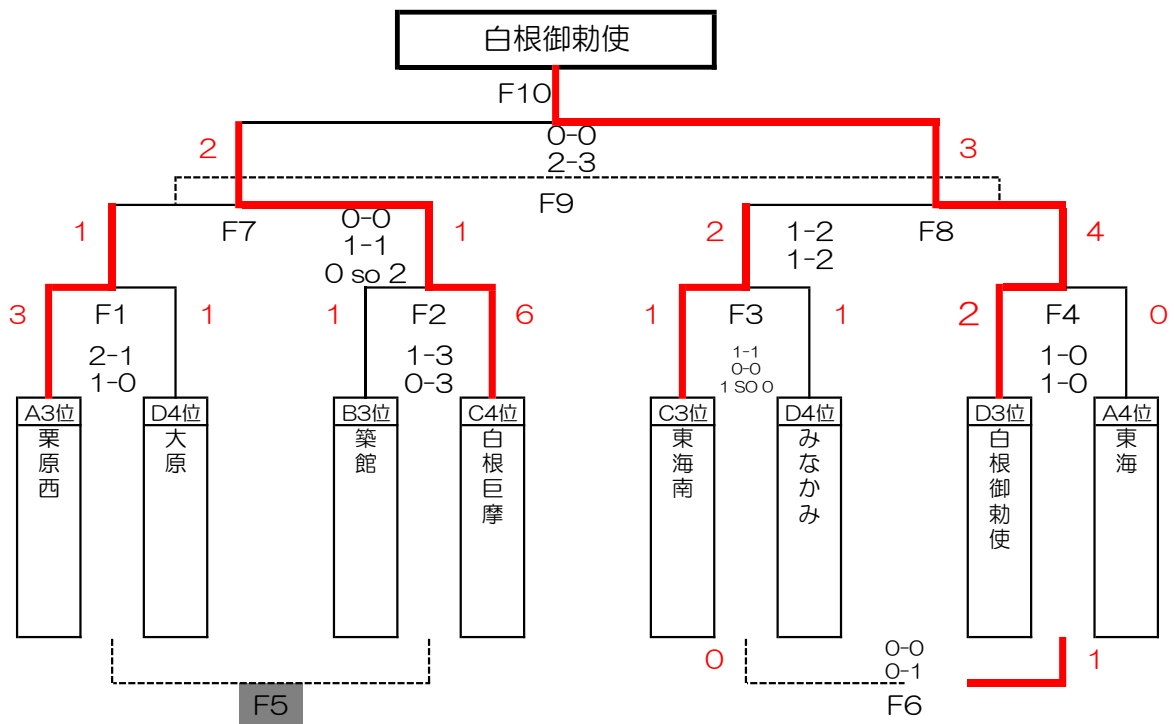 白根御勅使
F10
2
0-0
2-3
3
F9
1
F7
0-0
1-1
0 so 2
1
2
1-2
1-2
F8
4
3
F1
2-1
1-0
1
1
F2
1-3
0-3
6
1
F3
1-1
0-0
1 SO 0
1
2
F4
1-0
1-0
0
A3位
栗原西
D4位
大原
B3位
築館
C4位
白根巨摩
C3位
東海南
D4位
みなかみ
D3位
白根御勅使
A4位
東海
F5
0
0-0
0-1
F6
1